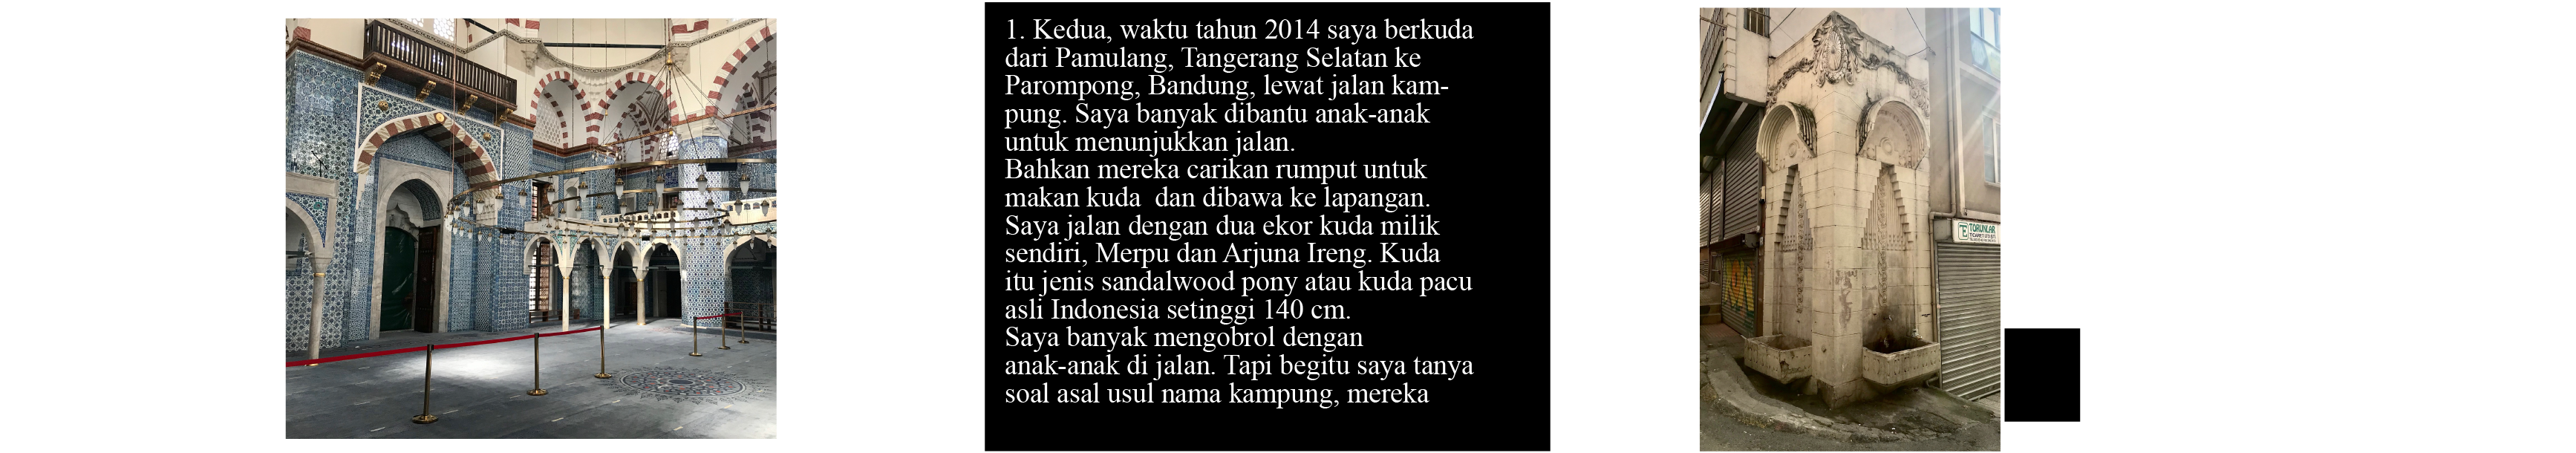 1. Kedua, waktu tahun 2014 saya berkuda
dari Pamulang, Tangerang Selatan ke
Parompong, Bandung, lewat jalan kam-
pung. Saya banyak dibantu anak-anak
untuk menunjukkan jalan.
Bahkan mereka carikan rumput untuk
makan kuda  dan dibawa ke lapangan.
Saya jalan dengan dua ekor kuda milik
sendiri, Merpu dan Arjuna Ireng. Kuda
itu jenis sandalwood pony atau kuda pacu
asli Indonesia setinggi 140 cm.
Saya banyak mengobrol dengan
anak-anak di jalan. Tapi begitu saya tanya
soal asal usul nama kampung, mereka
TORUNLAR